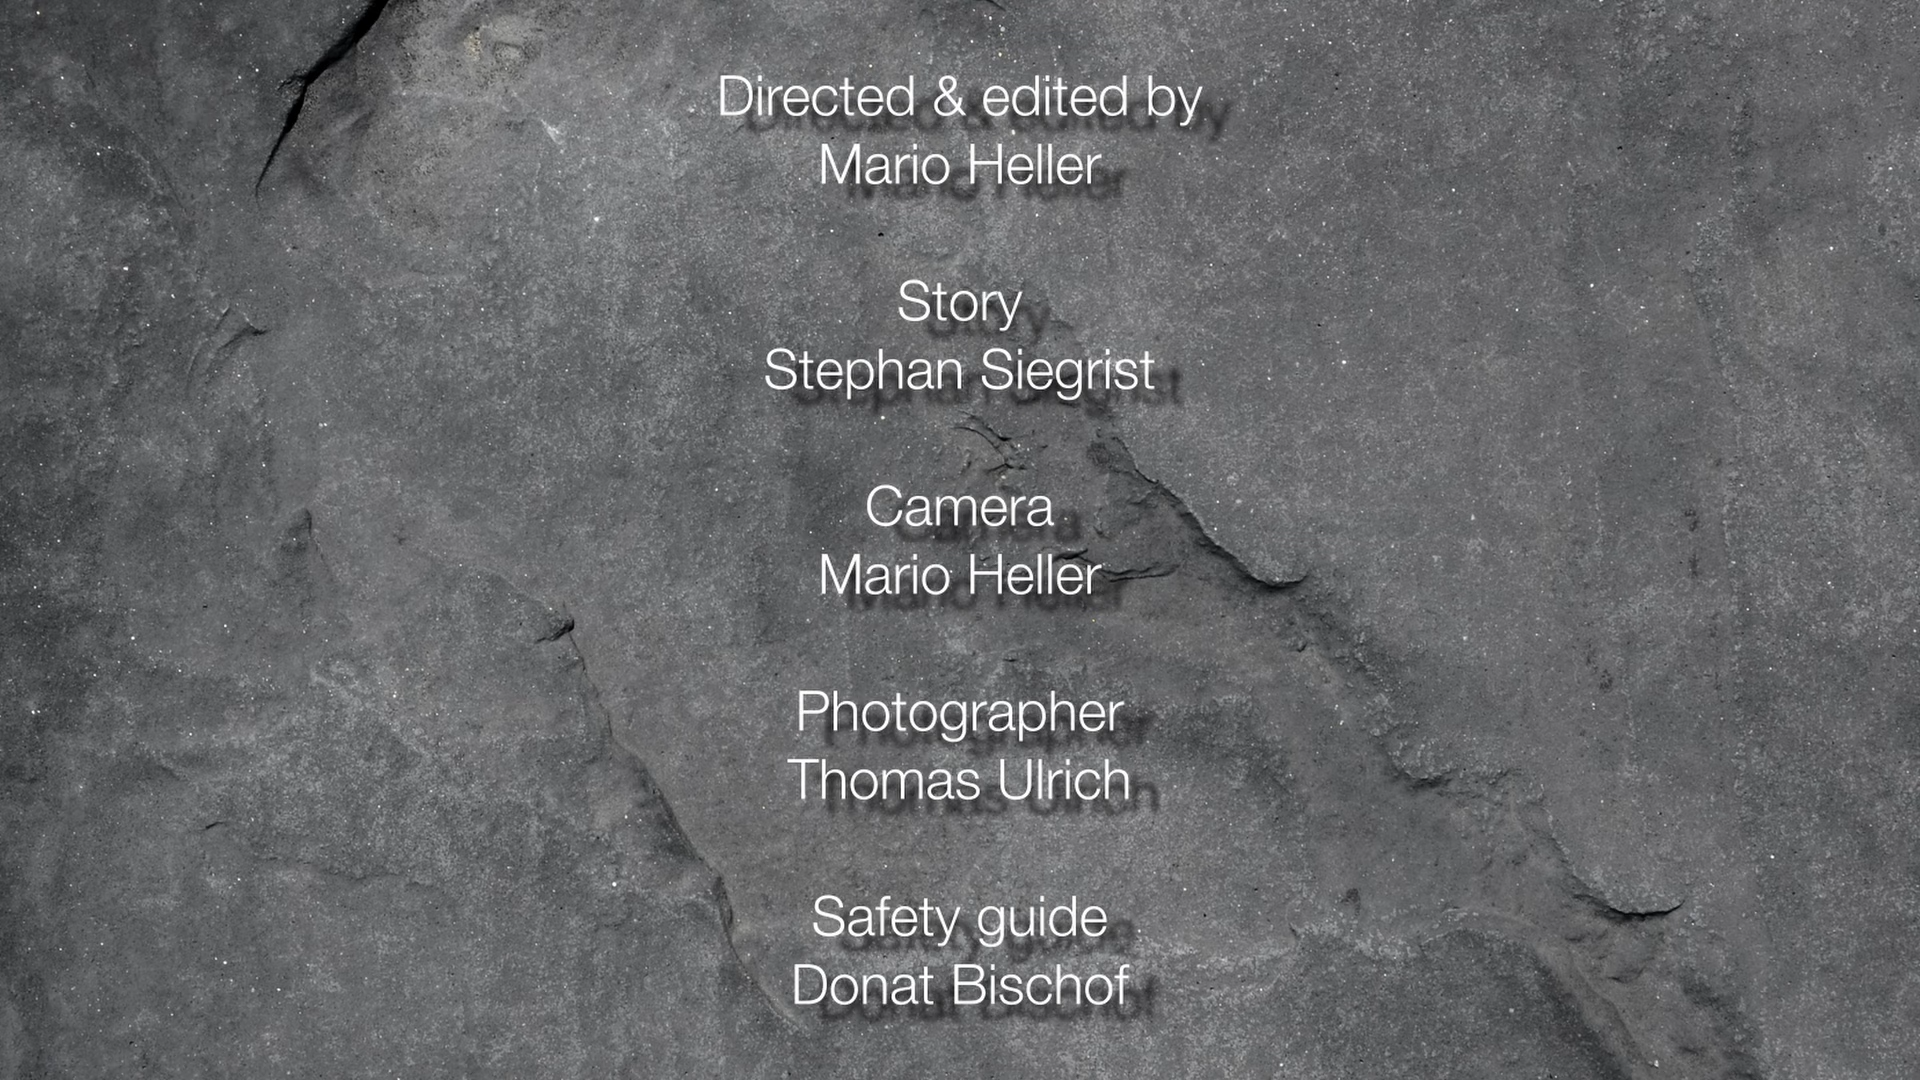 Directed & edited by
Mario Heller
Story
Stephan Siegrist
Camera
Mario Heller
Photographer
Thomas Ulrich
Safety guide
Donat Bischof